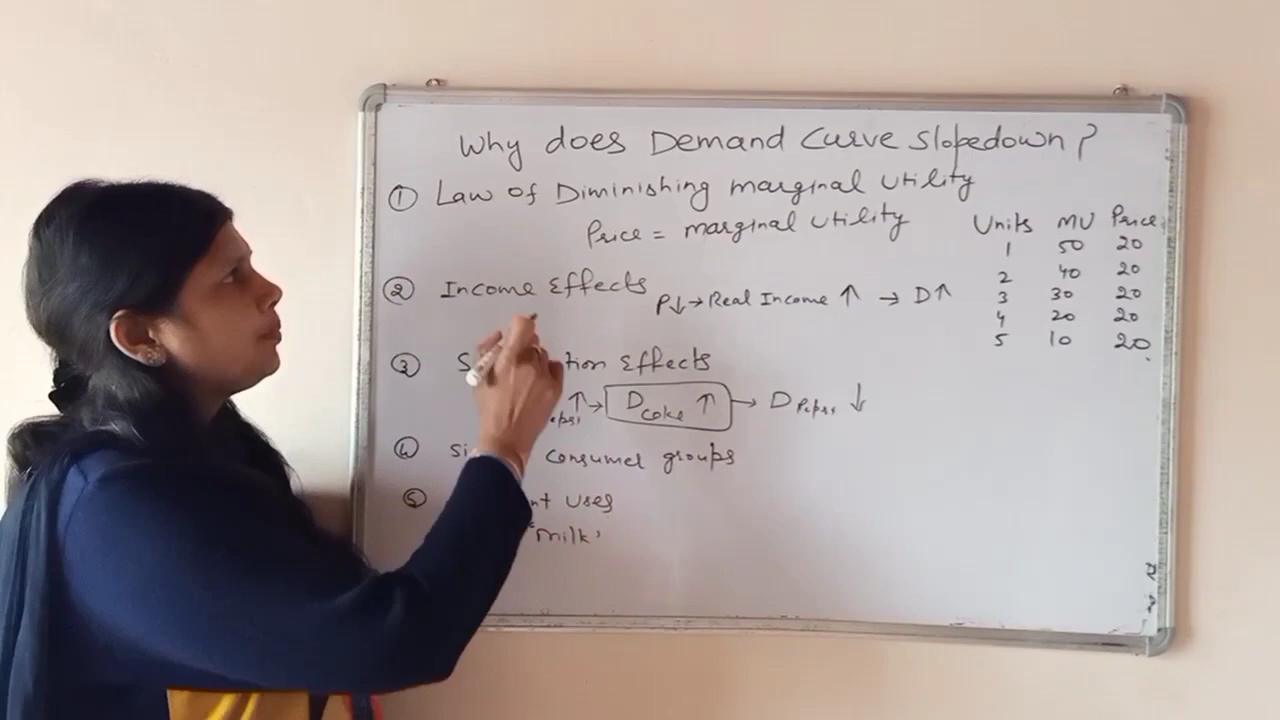 Why does Demand Curve Slopedown?
① Law of Diminishing marginal utility
Price = marginal utility
Units MU Price
1 50 20
2 40 20
3 30 20
4 20 20
5 10 20
② Income Effects P↓ → Real Income ↑ → D↑
③ Effects
↑ → D Coke ↑ → D Pepsi ↓
④ Consumer groups
⑤ uses
'milk'